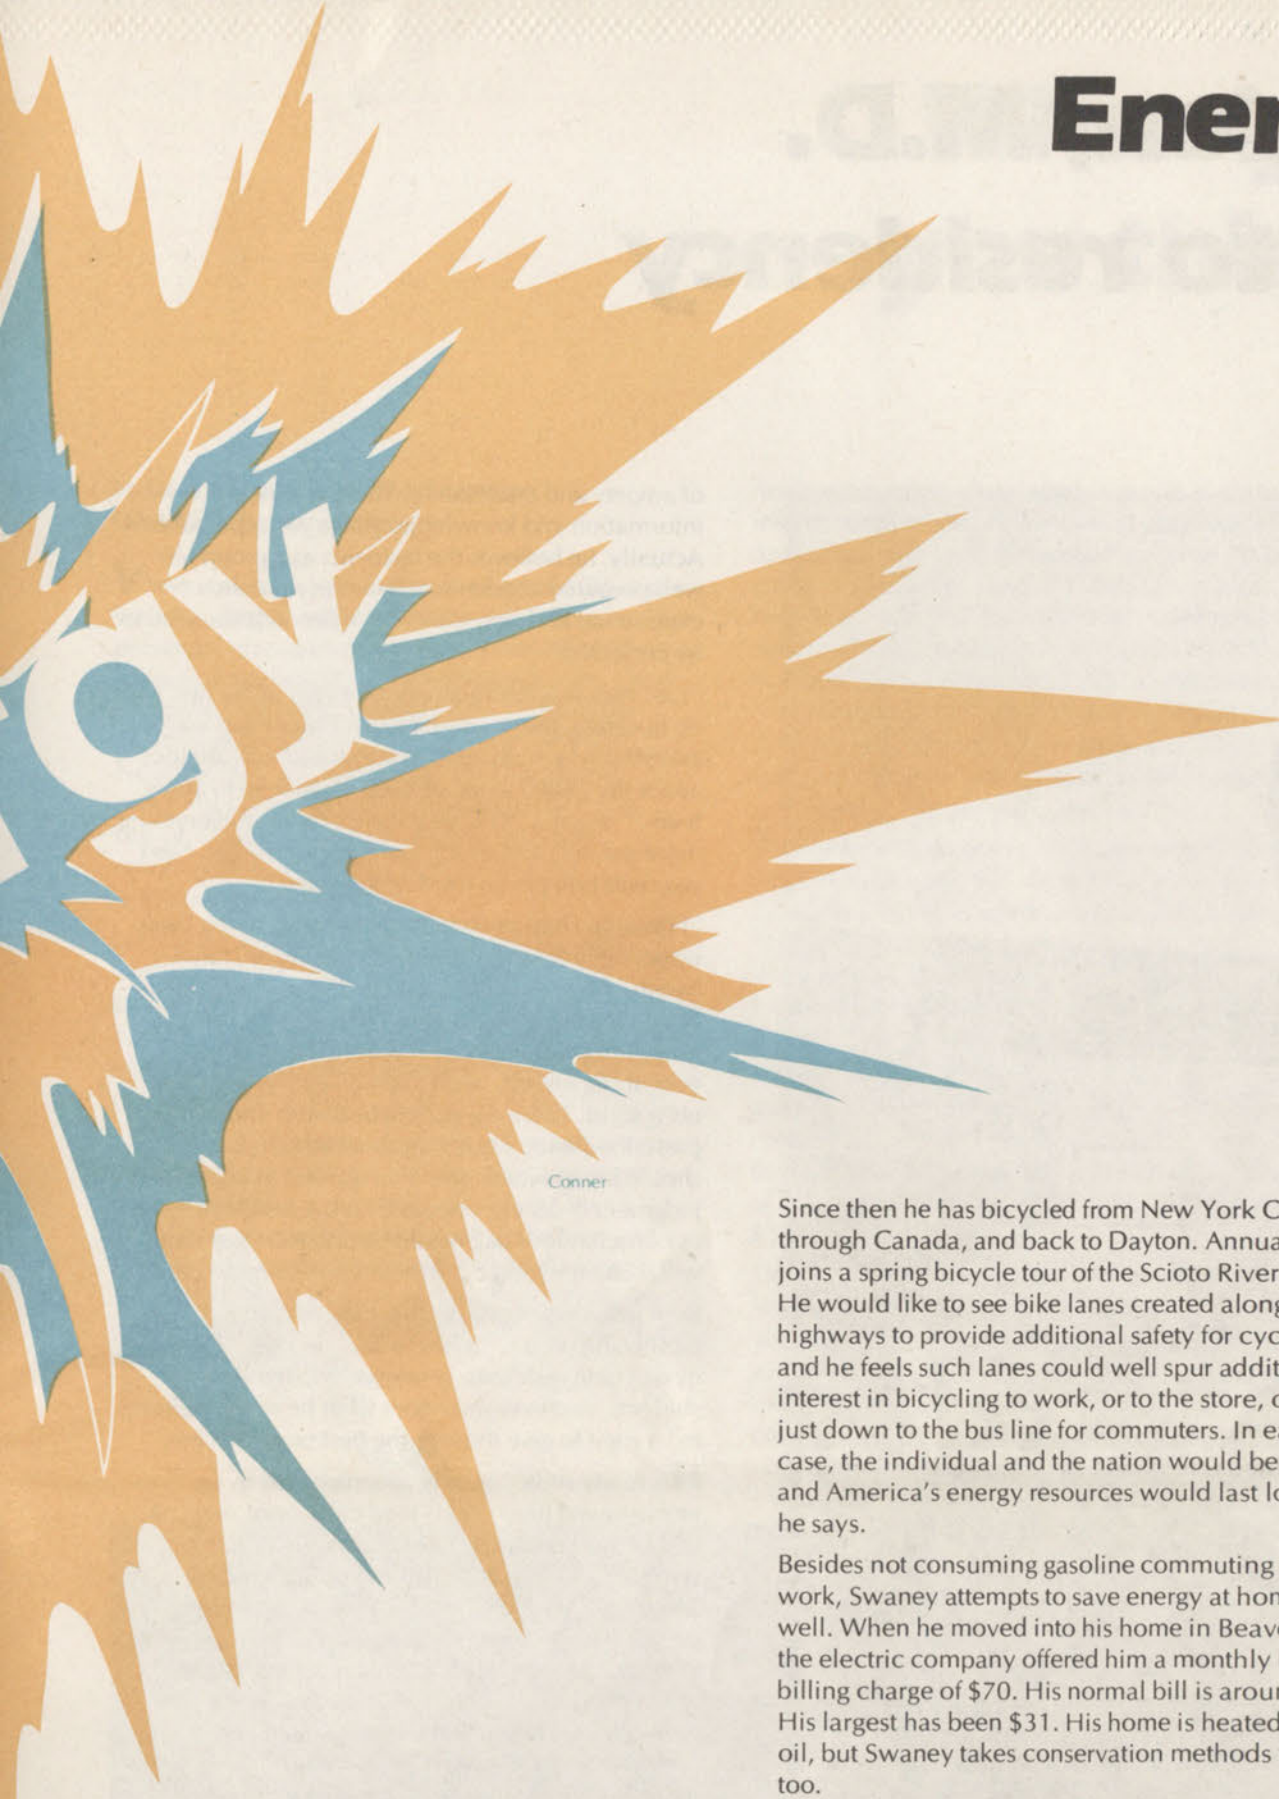 Ener
gy
Conner
Since then he has bicycled from New York C
through Canada, and back to Dayton. Annua
joins a spring bicycle tour of the Scioto River
He would like to see bike lanes created along
highways to provide additional safety for cyc
and he feels such lanes could well spur addit
interest in bicycling to work, or to the store, o
just down to the bus line for commuters. In ea
case, the individual and the nation would be
and America's energy resources would last lo
he says.
Besides not consuming gasoline commuting
work, Swaney attempts to save energy at hom
well. When he moved into his home in Beave
the electric company offered him a monthly
billing charge of $70. His normal bill is arour
His largest has been $31. His home is heated
oil, but Swaney takes conservation methods
too.